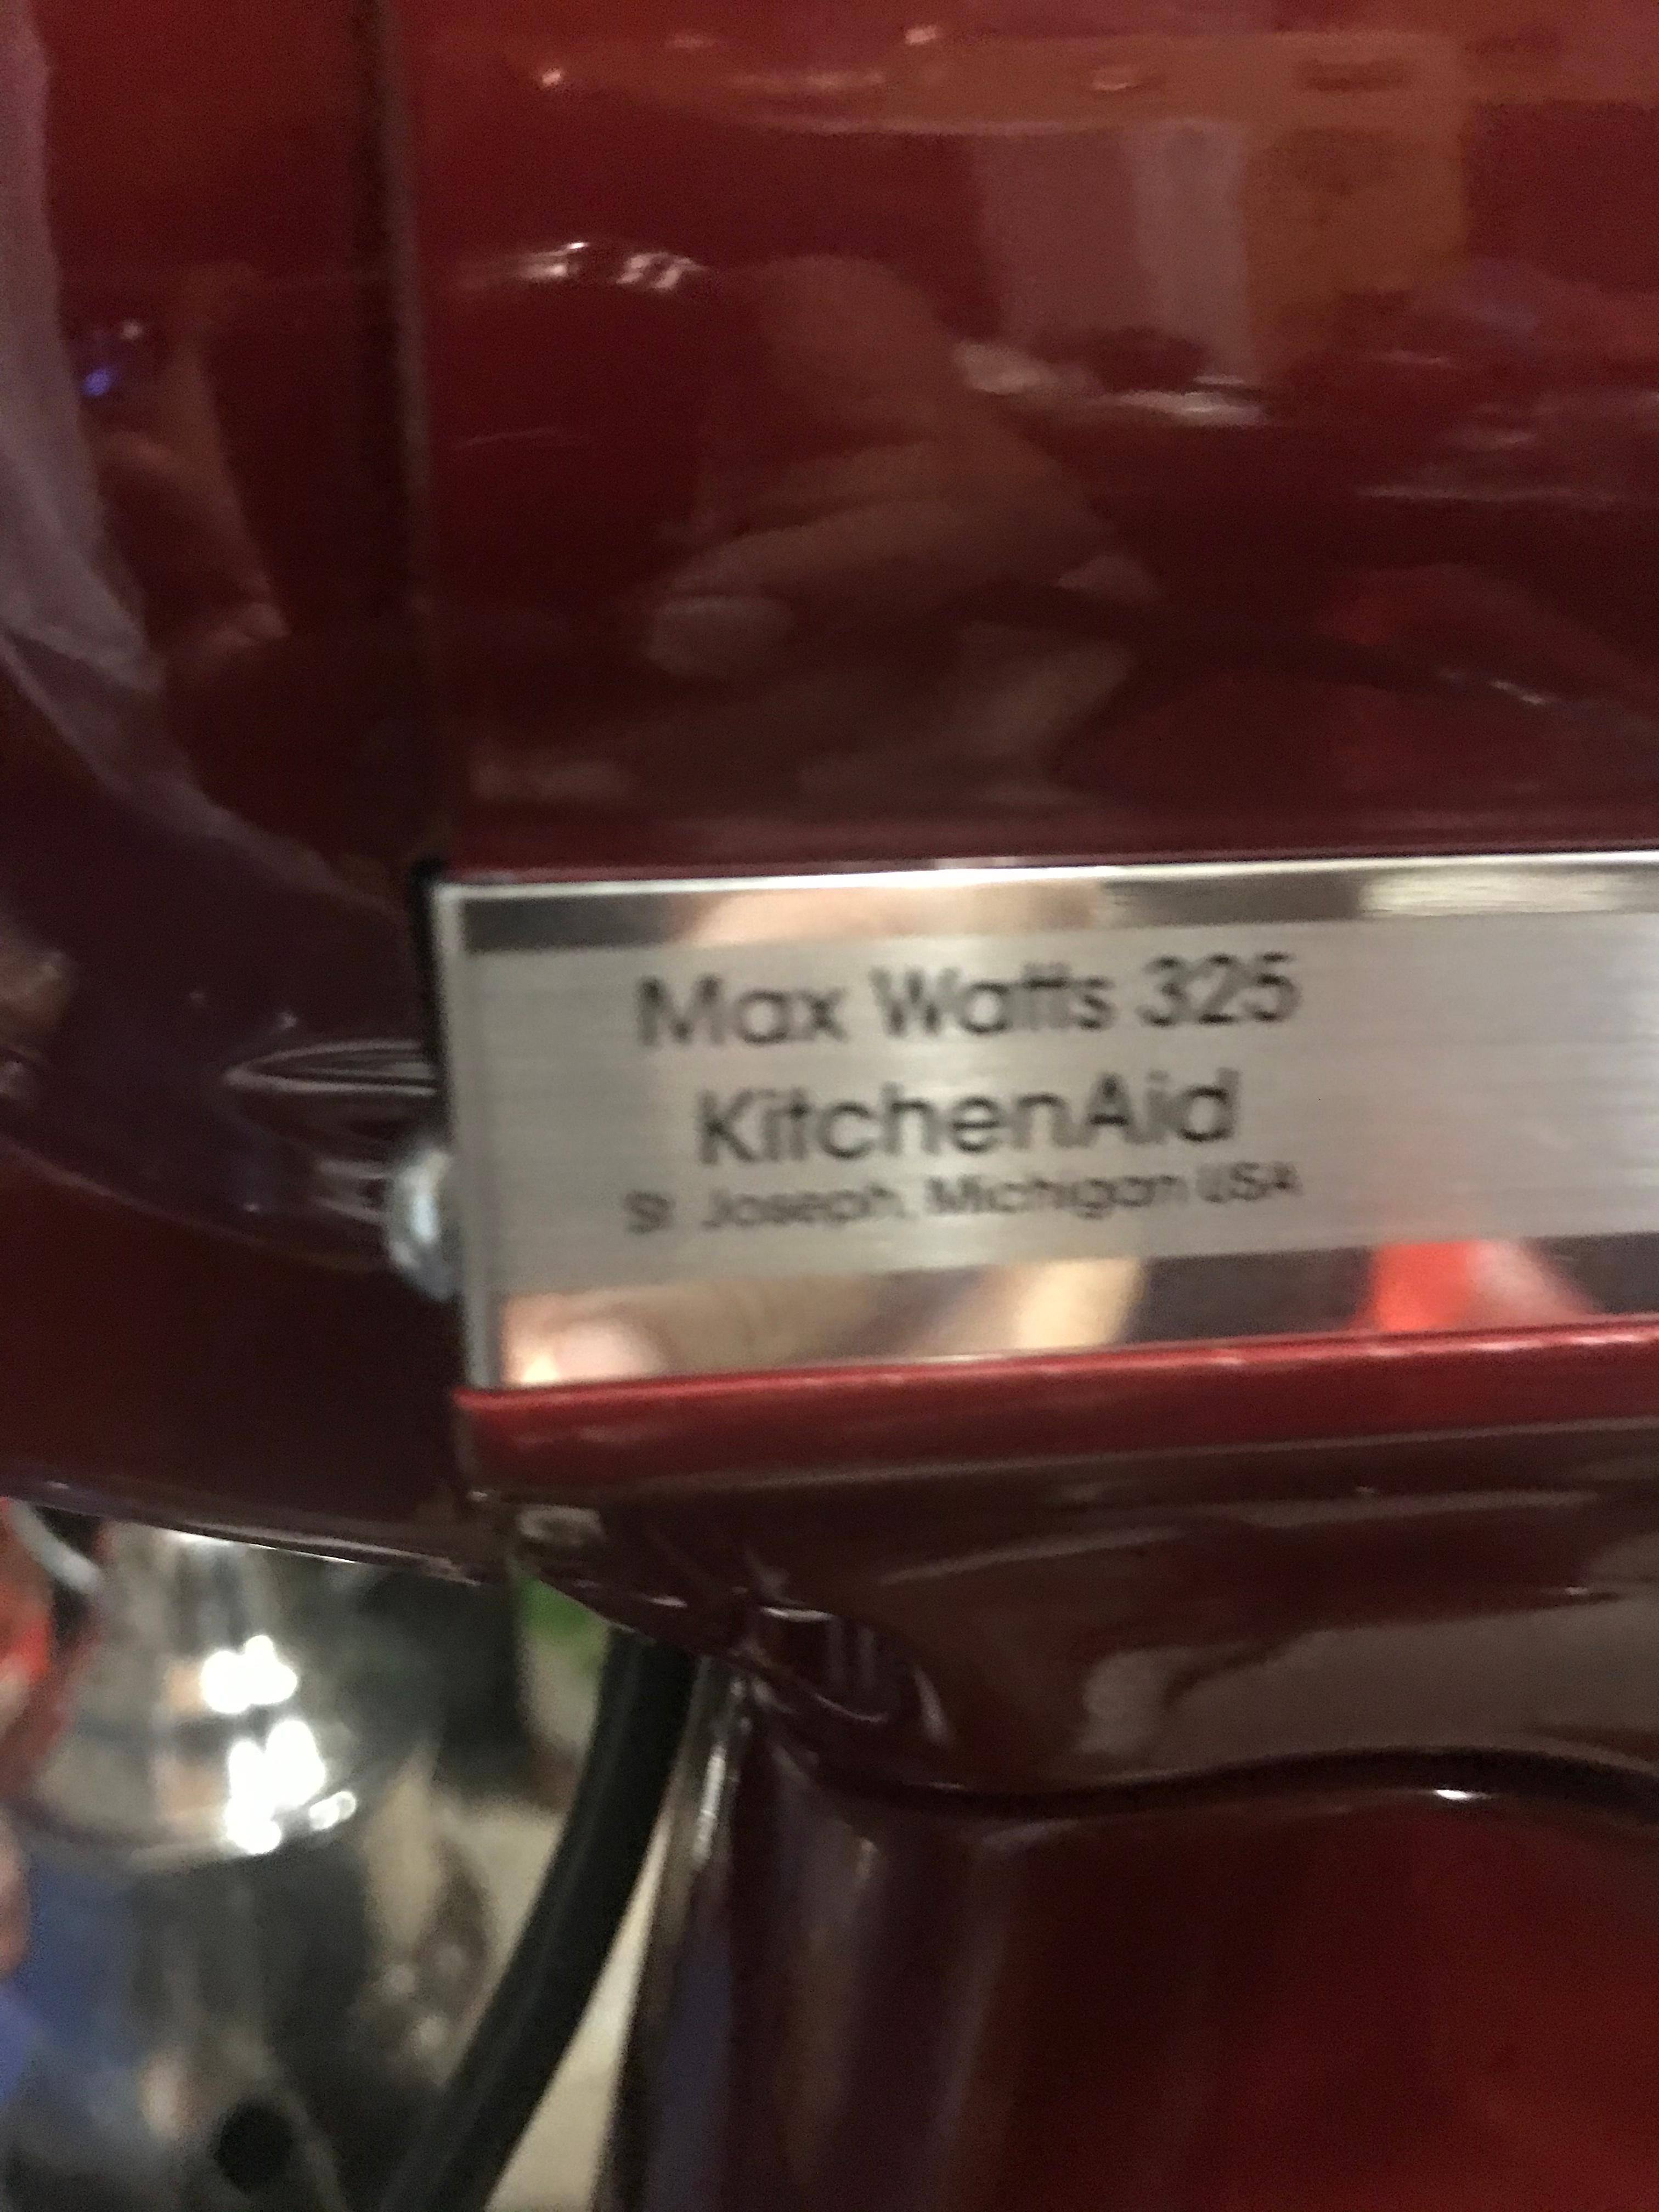 Max Watts 325
KitchenAid
St. Joseph, Michigan USA